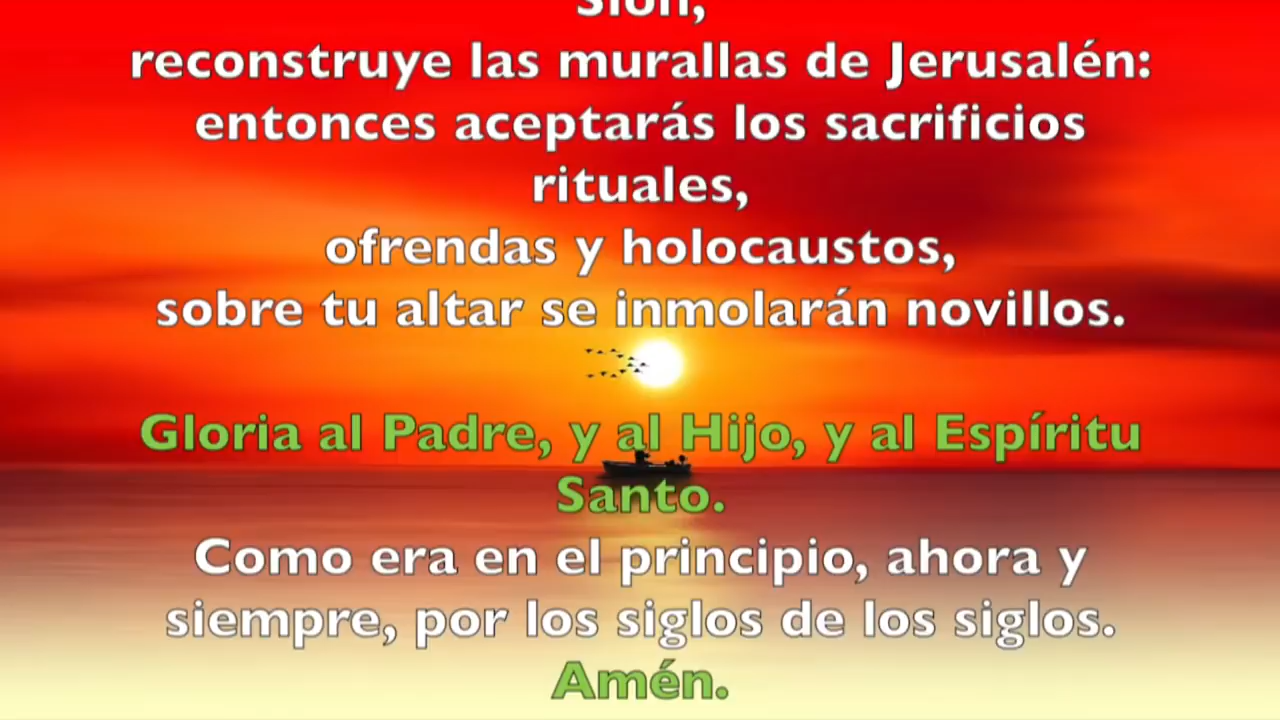 Sión,
reconstruye las murallas de Jerusalén:
entonces aceptarás los sacrificios
rituales,
ofrendas y holocaustos,
sobre tu altar se inmolarán novillos.
Gloria al Padre, y al Hijo, y al Espíritu
Santo.
Como era en el principio, ahora y
siempre, por los siglos de los siglos.
Amén.